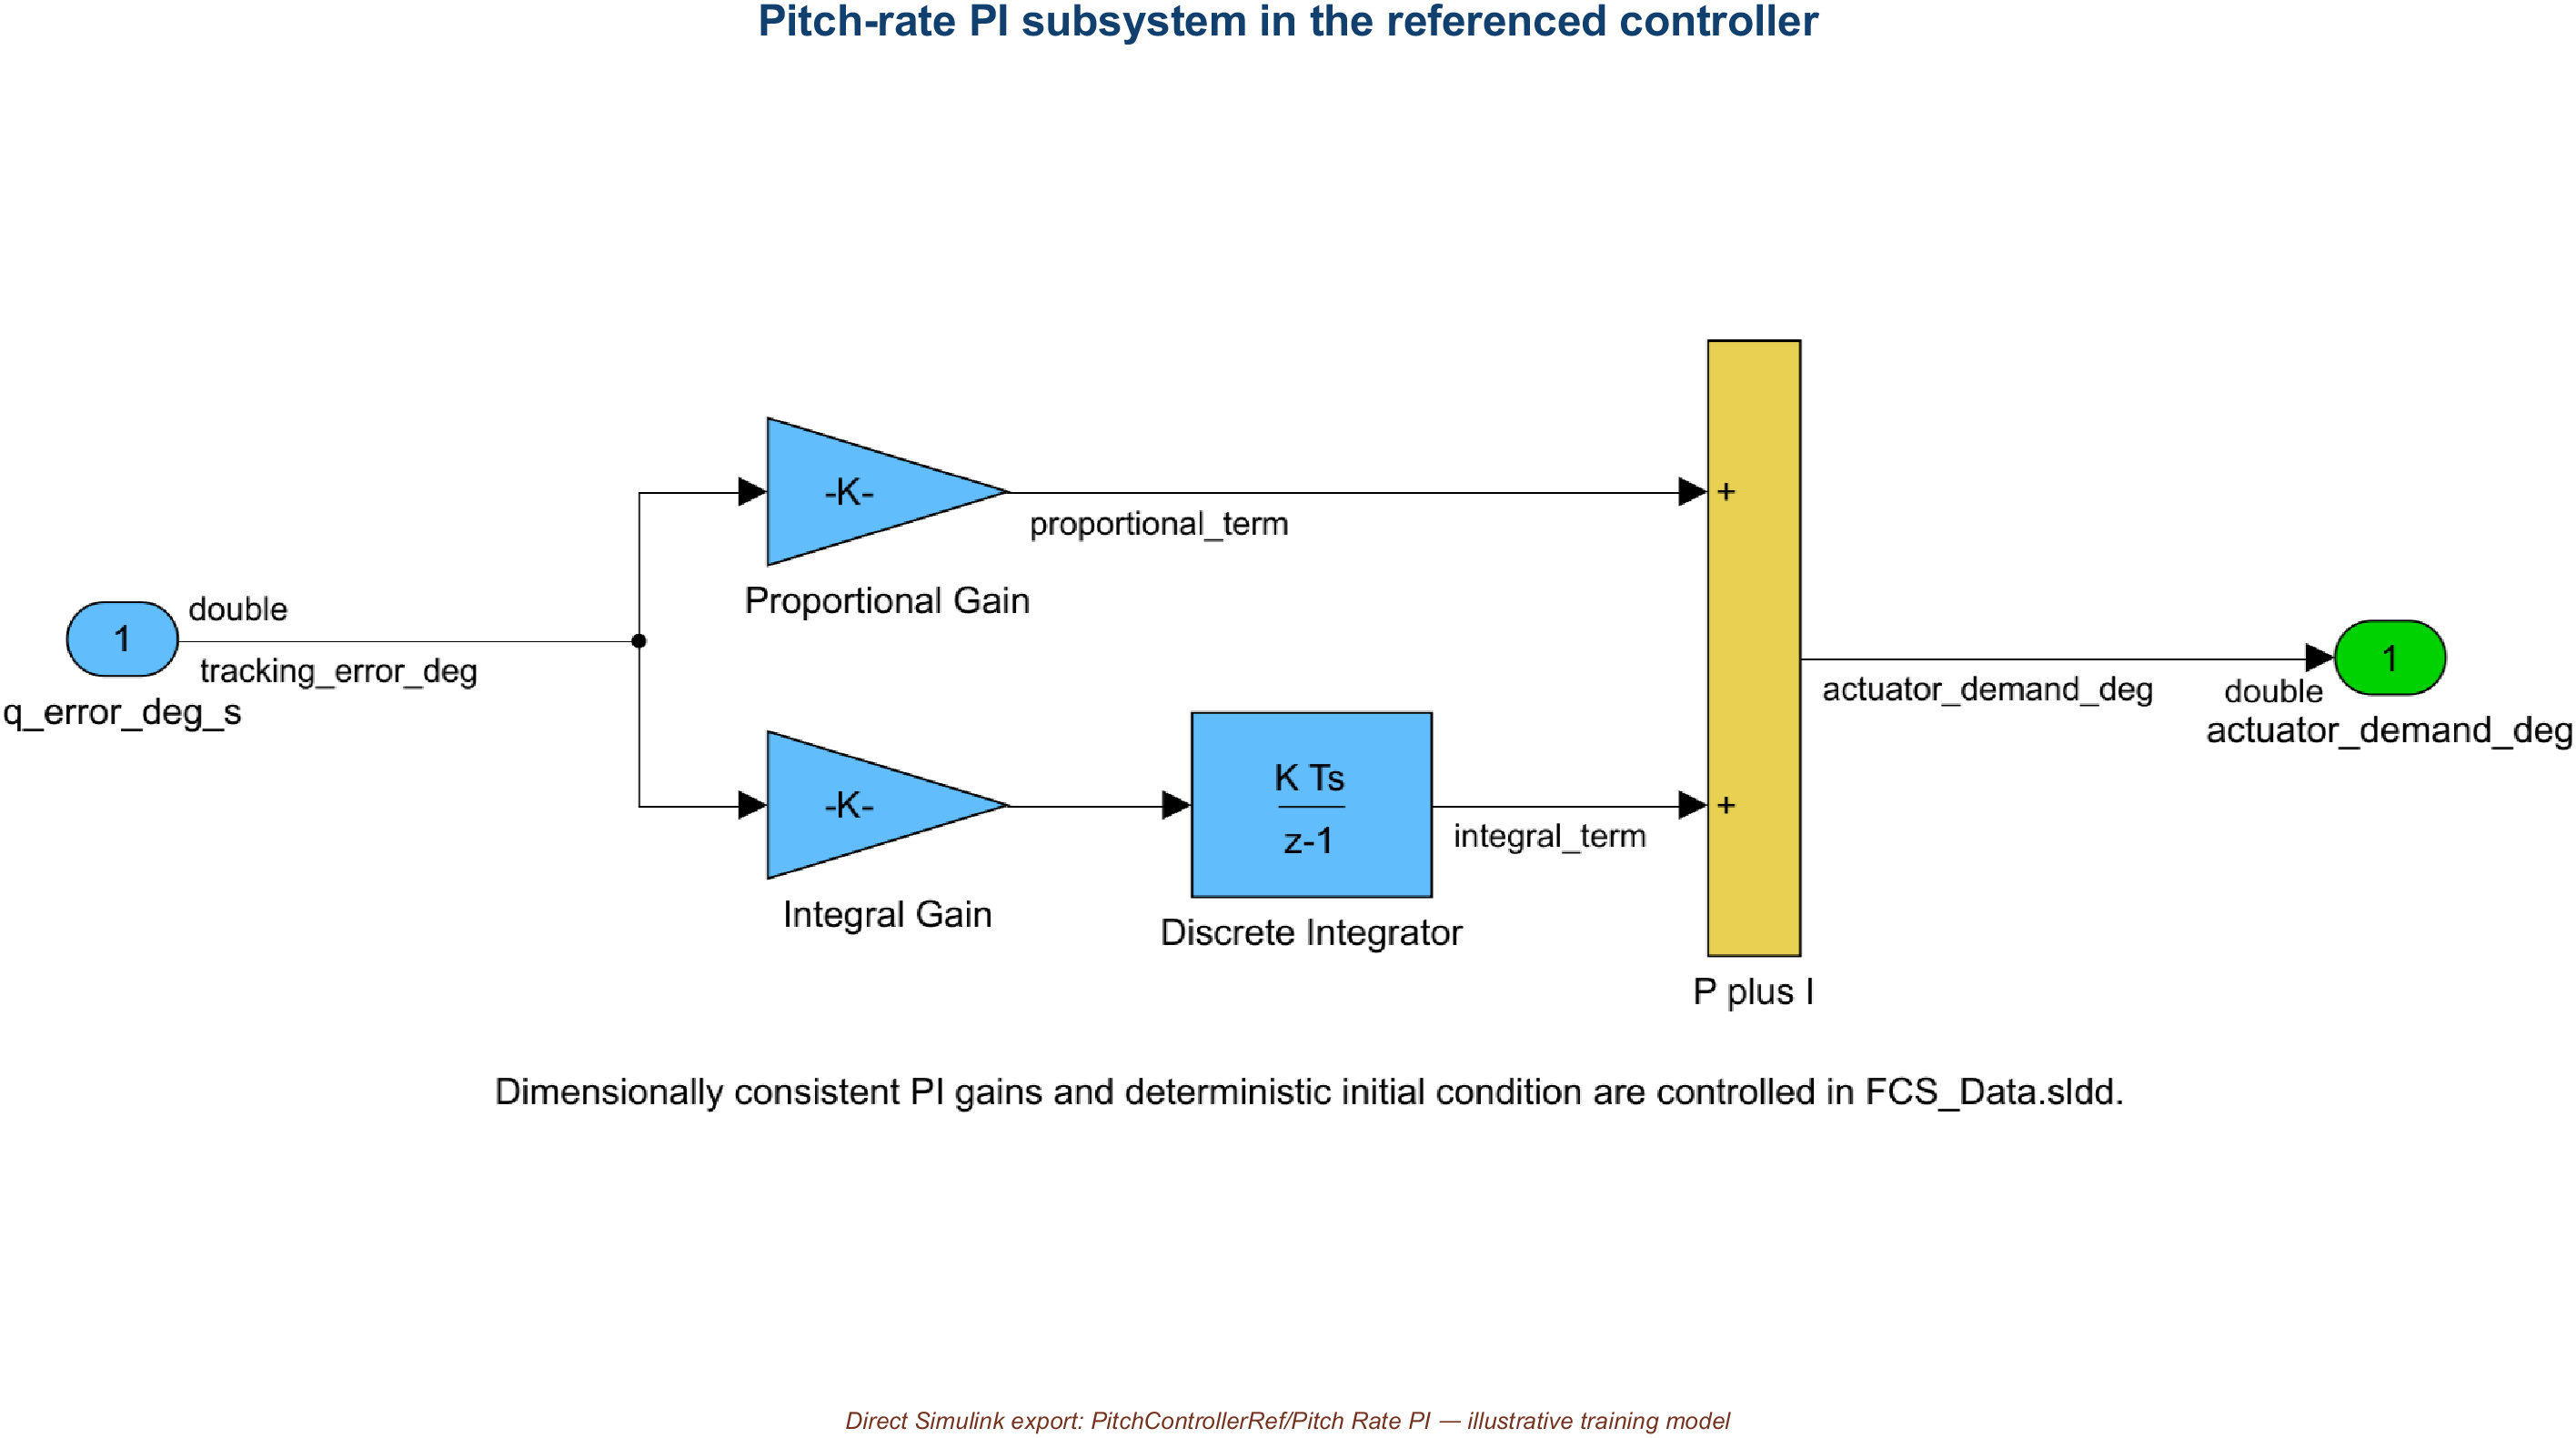 Pitch-rate PI subsystem in the referenced controller
-K-
+
proportional_term
Proportional Gain
double
1
tracking_error_deg
q_error_deg_s
1
actuator_demand_deg
double
actuator_demand_deg
-K-
K Ts
z-1
+
integral_term
Integral Gain
Discrete Integrator
P plus I
Dimensionally consistent PI gains and deterministic initial condition are controlled in FCS_Data.sldd.
Direct Simulink export: PitchControllerRef/Pitch Rate PI — illustrative training model